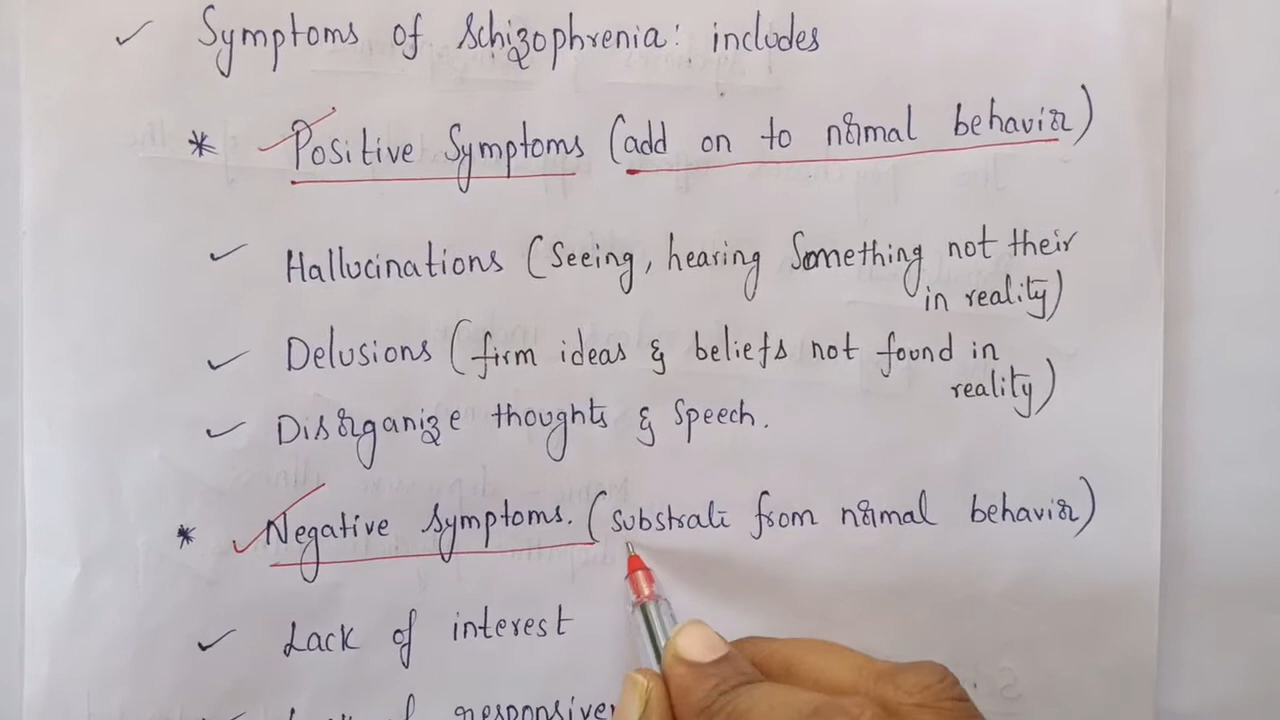 ✓ Symptoms of Schizophrenia: includes
* Positive Symptoms (add on to normal behavior)
✓ Hallucinations (Seeing, hearing Something not their
in reality)
✓ Delusions (firm ideas & beliefs not found in
reality)
✓ Disorganize thoughts & Speech.
* Negative Symptoms. (substrate from normal behavior)
✓ Lack of interest
of